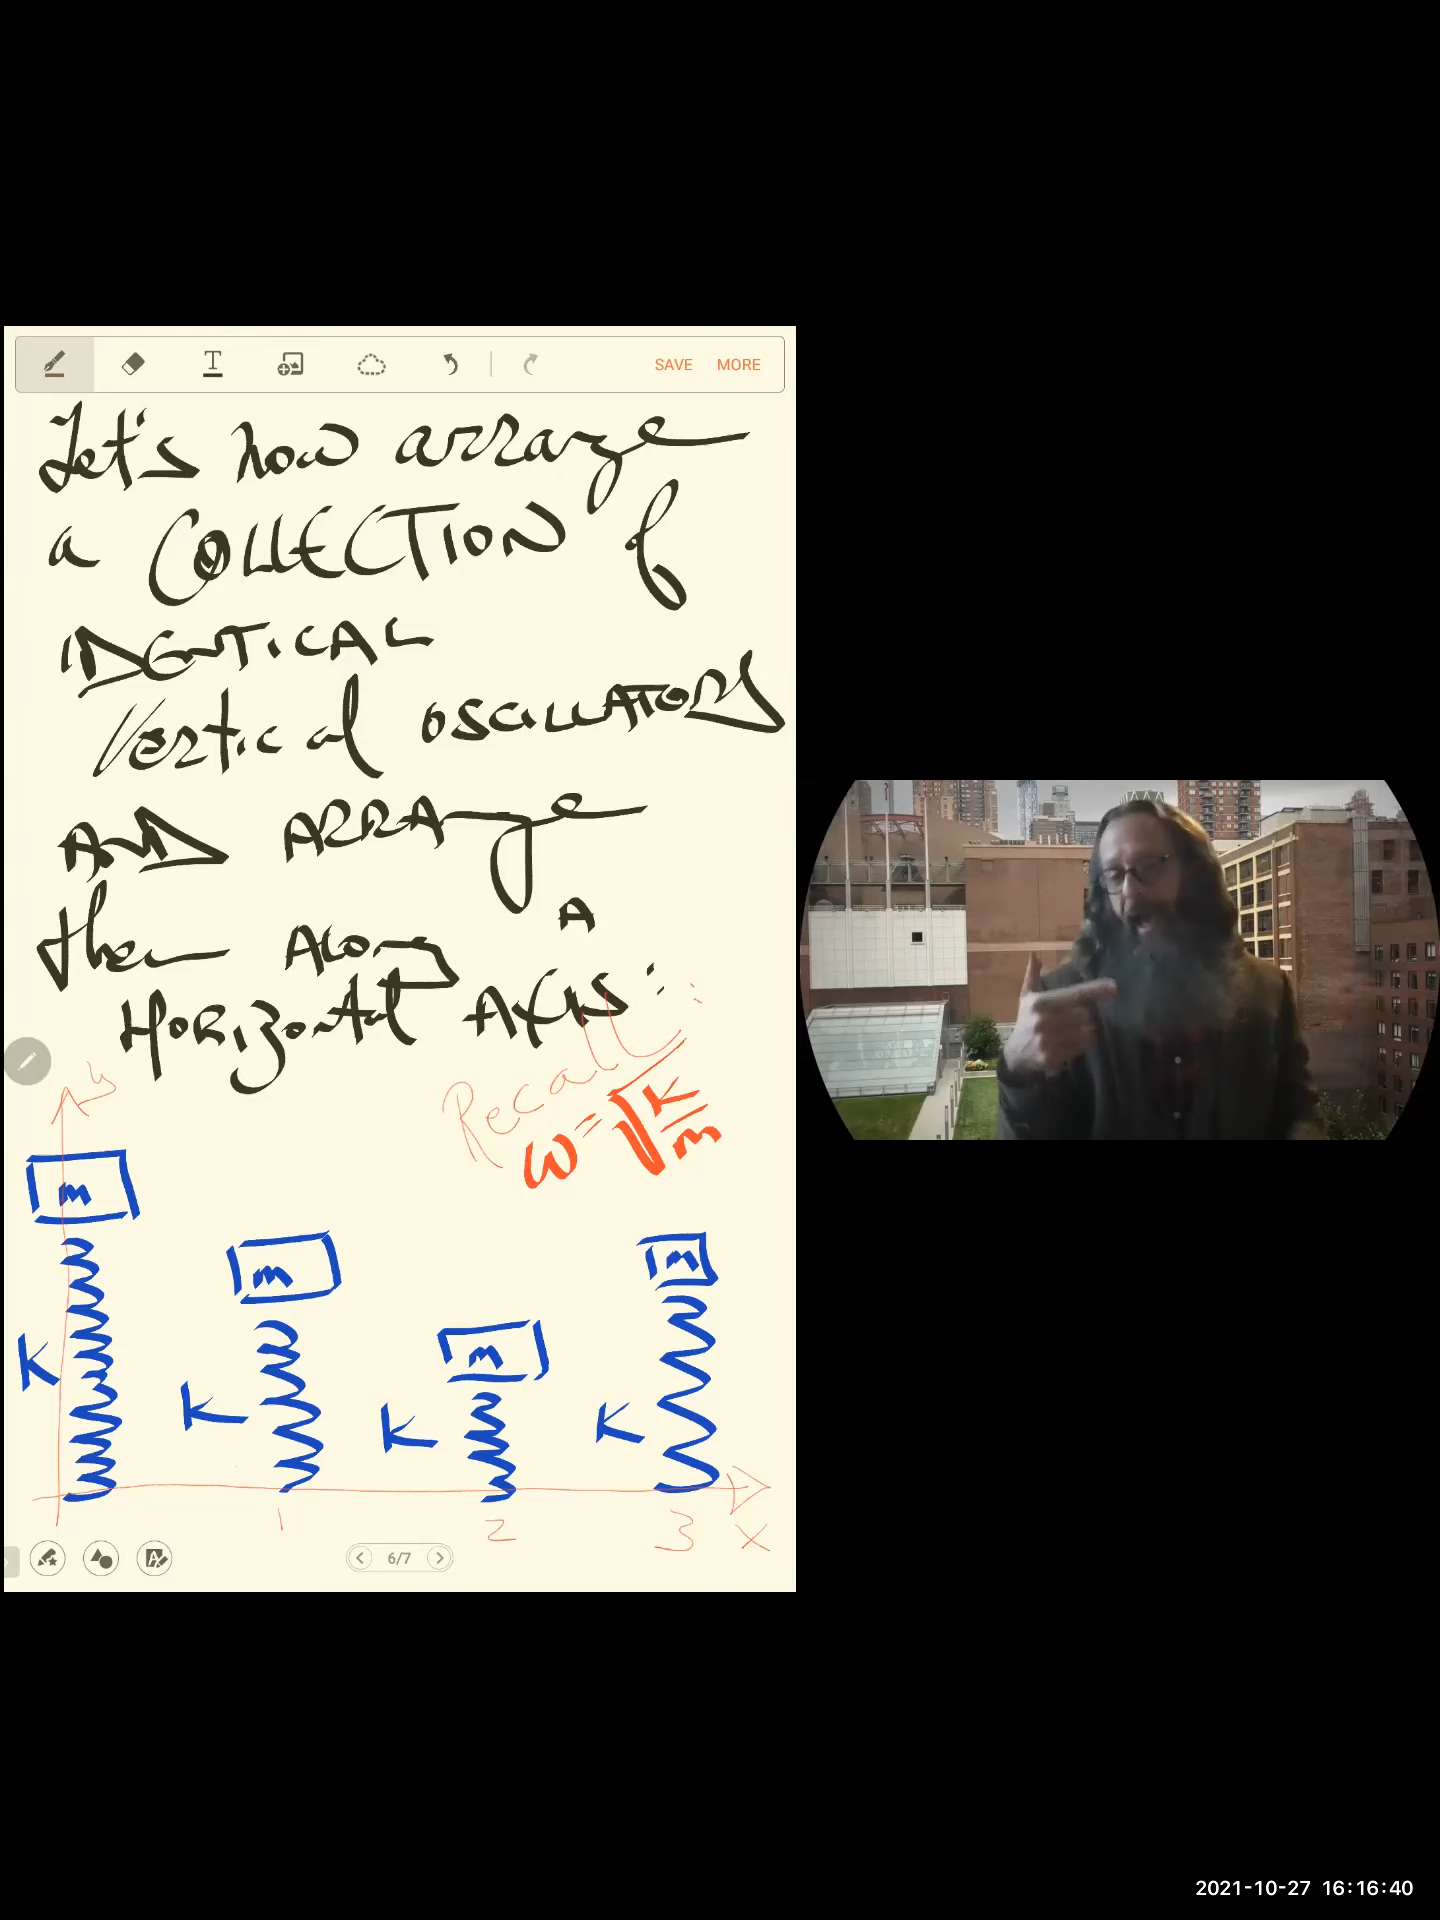 SAVE MORE
Let's now arrange
a COLLECTION of
IDENTICAL
Vertical OSCILLATORY
AND ARRAnge
them Along A
HORIZontal AXIS:
Recall:
ω = √K/m
y
m
m
m
m
K
K
K
K
1 2 3 X
6/7
2021-10-27 16:16:40